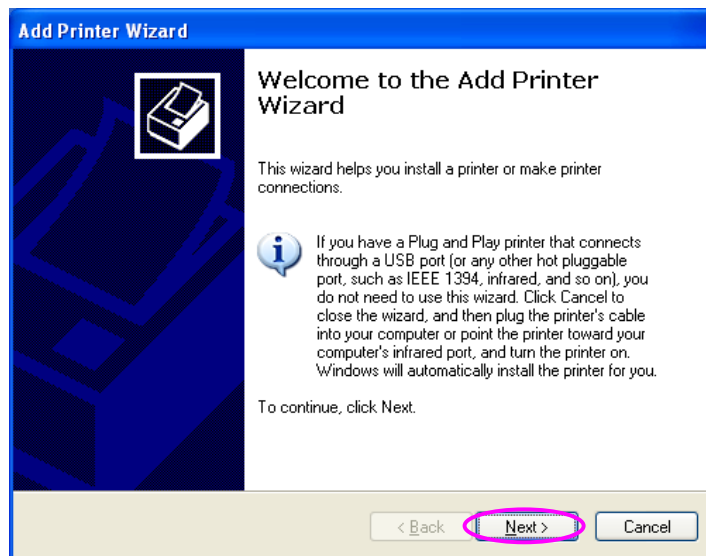 Add Printer Wizard
Welcome to the Add Printer
Wizard
This wizard helps you install a printer or make printer
connections.
If you have a Plug and Play printer that connects
through a USB port (or any other hot pluggable
port, such as IEEE 1394, infrared, and so on), you
do not need to use this wizard. Click Cancel to
close the wizard, and then plug the printer's cable
into your computer or point the printer toward your
computer's infrared port, and turn the printer on.
Windows will automatically install the printer for you.
To continue, click Next.
< Back Next > Cancel